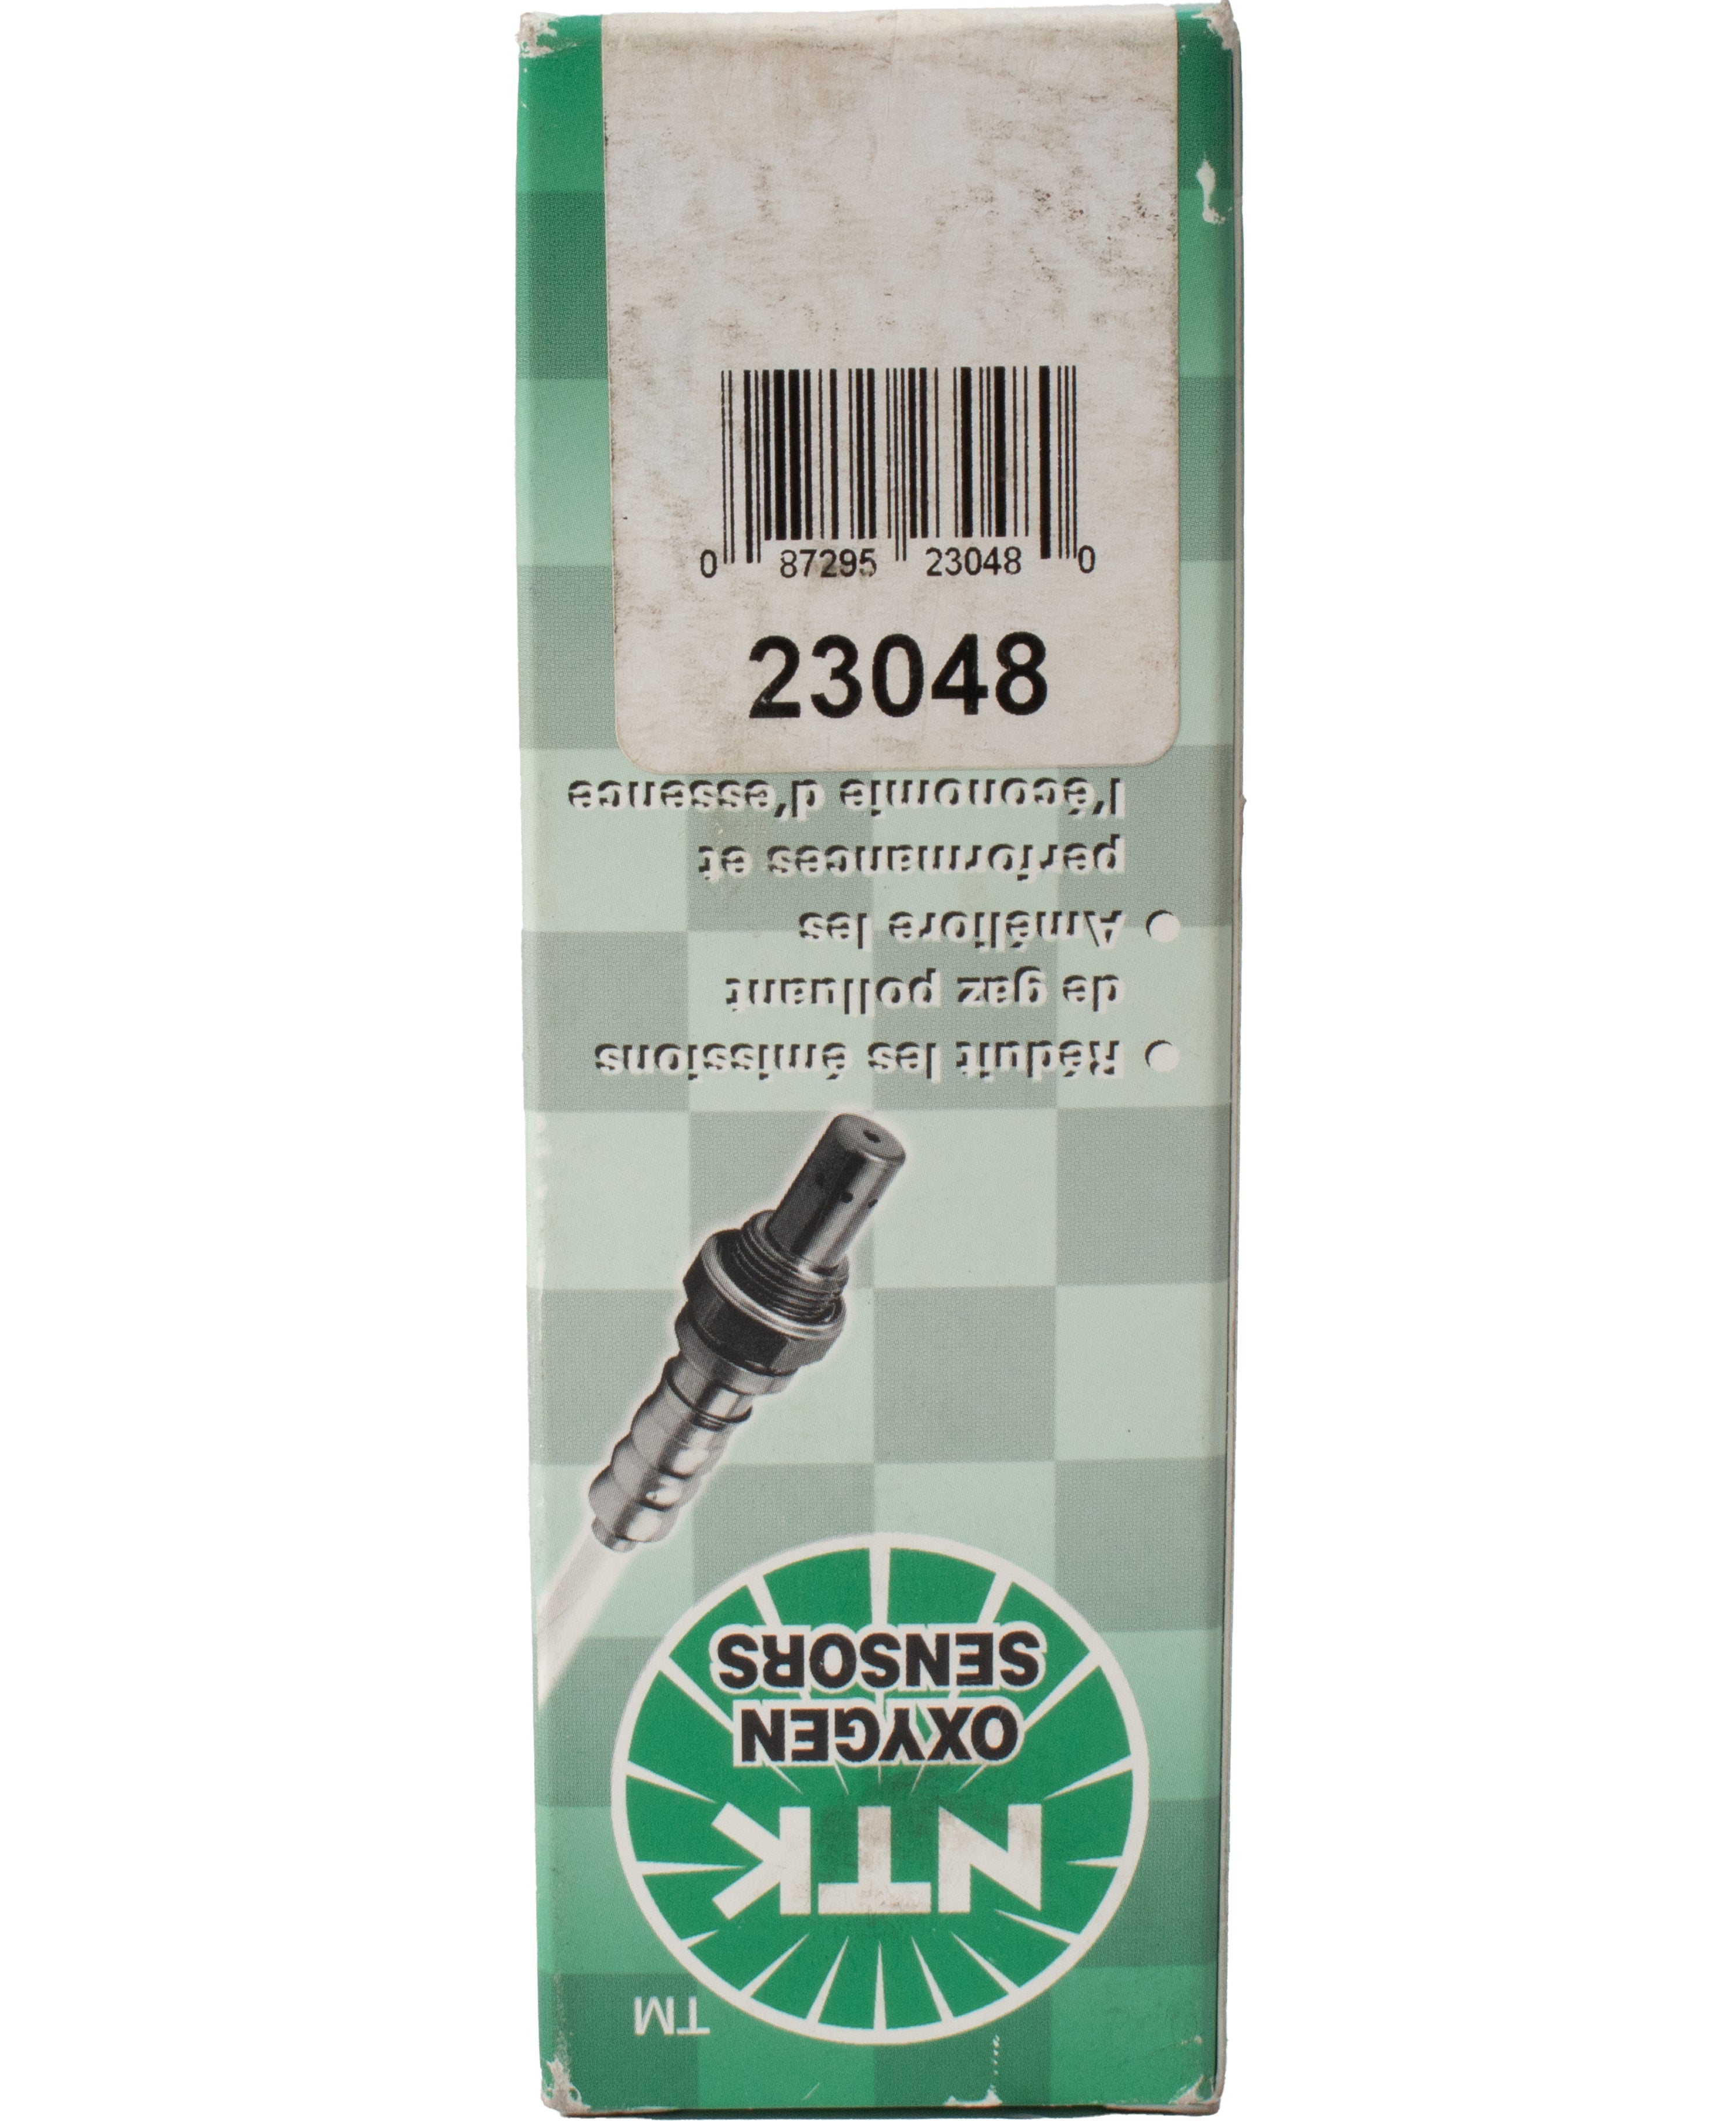 0 87295 23048 0
23048
NTK
OXYGEN
SENSORS
TM
• Réduit les émissions
de gaz polluant
• Améliore les
performances et
l'économie d'essence